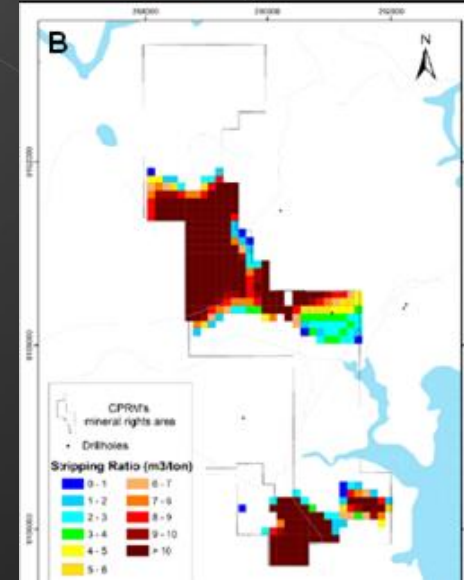 B
N
CPRM's
mineral rights area
Drillholes
Stripping Ratio (m3/ton)
0 - 1
1 - 2
2 - 3
3 - 4
4 - 5
5 - 6
6 - 7
7 - 8
8 - 9
9 - 10
> 10